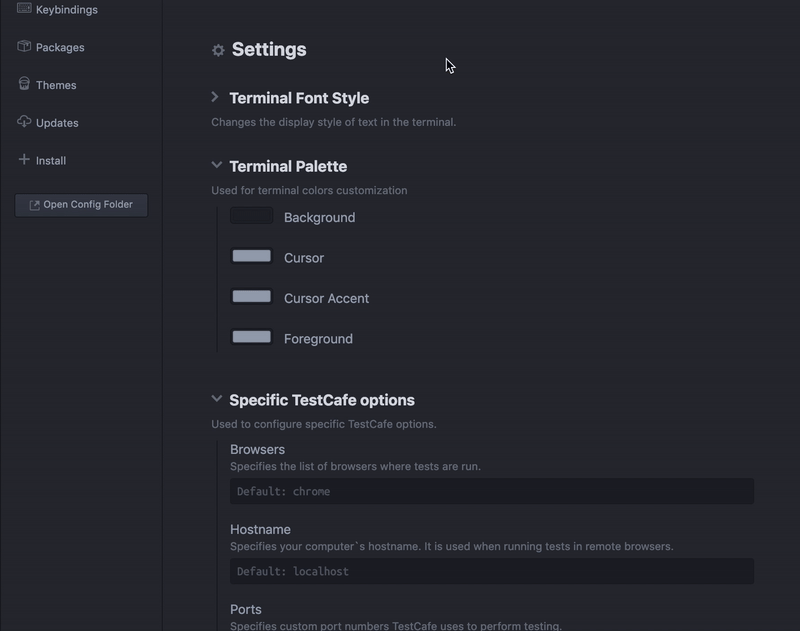 Keybindings
Packages
Themes
Updates
Install
Open Config Folder
Settings
Terminal Font Style
Changes the display style of text in the terminal.
Terminal Palette
Used for terminal colors customization
Background
Cursor
Cursor Accent
Foreground
Specific TestCafe options
Used to configure specific TestCafe options.
Browsers
Specifies the list of browsers where tests are run.
Default: chrome
Hostname
Specifies your computer`s hostname. It is used when running tests in remote browsers.
Default: localhost
Ports
Specifies custom port numbers TestCafe uses to perform testing.